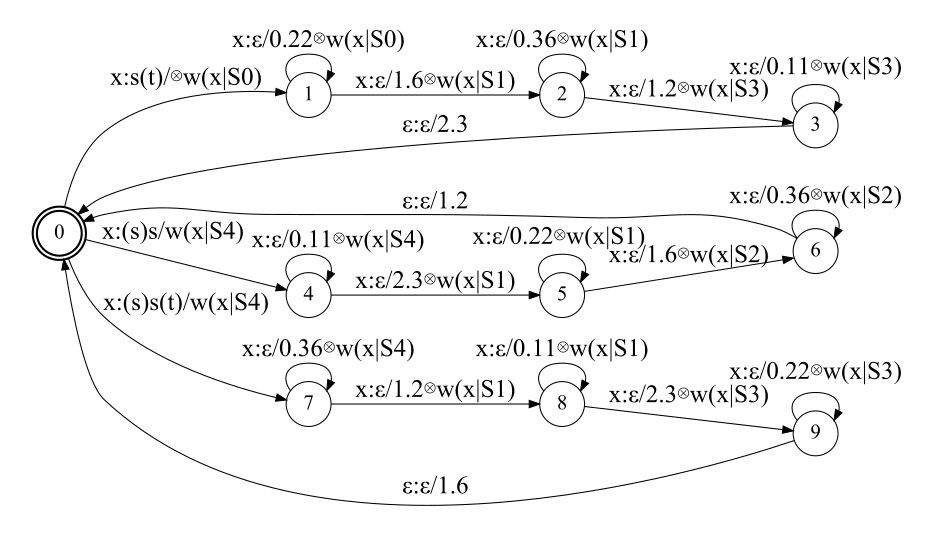 x:ε/0.22⊗w(x|S0)
x:ε/0.36⊗w(x|S1)
x:s(t)/⊗w(x|S0)
1
x:ε/1.6⊗w(x|S1)
2
x:ε/1.2⊗w(x|S3)
x:ε/0.11⊗w(x|S3)
3
ε:ε/2.3
0
ε:ε/1.2
x:ε/0.36⊗w(x|S2)
6
x:(s)s/w(x|S4)
x:ε/0.11⊗w(x|S4)
x:ε/0.22⊗w(x|S1)
x:ε/1.6⊗w(x|S2)
4
x:ε/2.3⊗w(x|S1)
5
x:(s)s(t)/w(x|S4)
x:ε/0.36⊗w(x|S4)
x:ε/0.11⊗w(x|S1)
7
x:ε/1.2⊗w(x|S1)
8
x:ε/2.3⊗w(x|S3)
x:ε/0.22⊗w(x|S3)
9
ε:ε/1.6